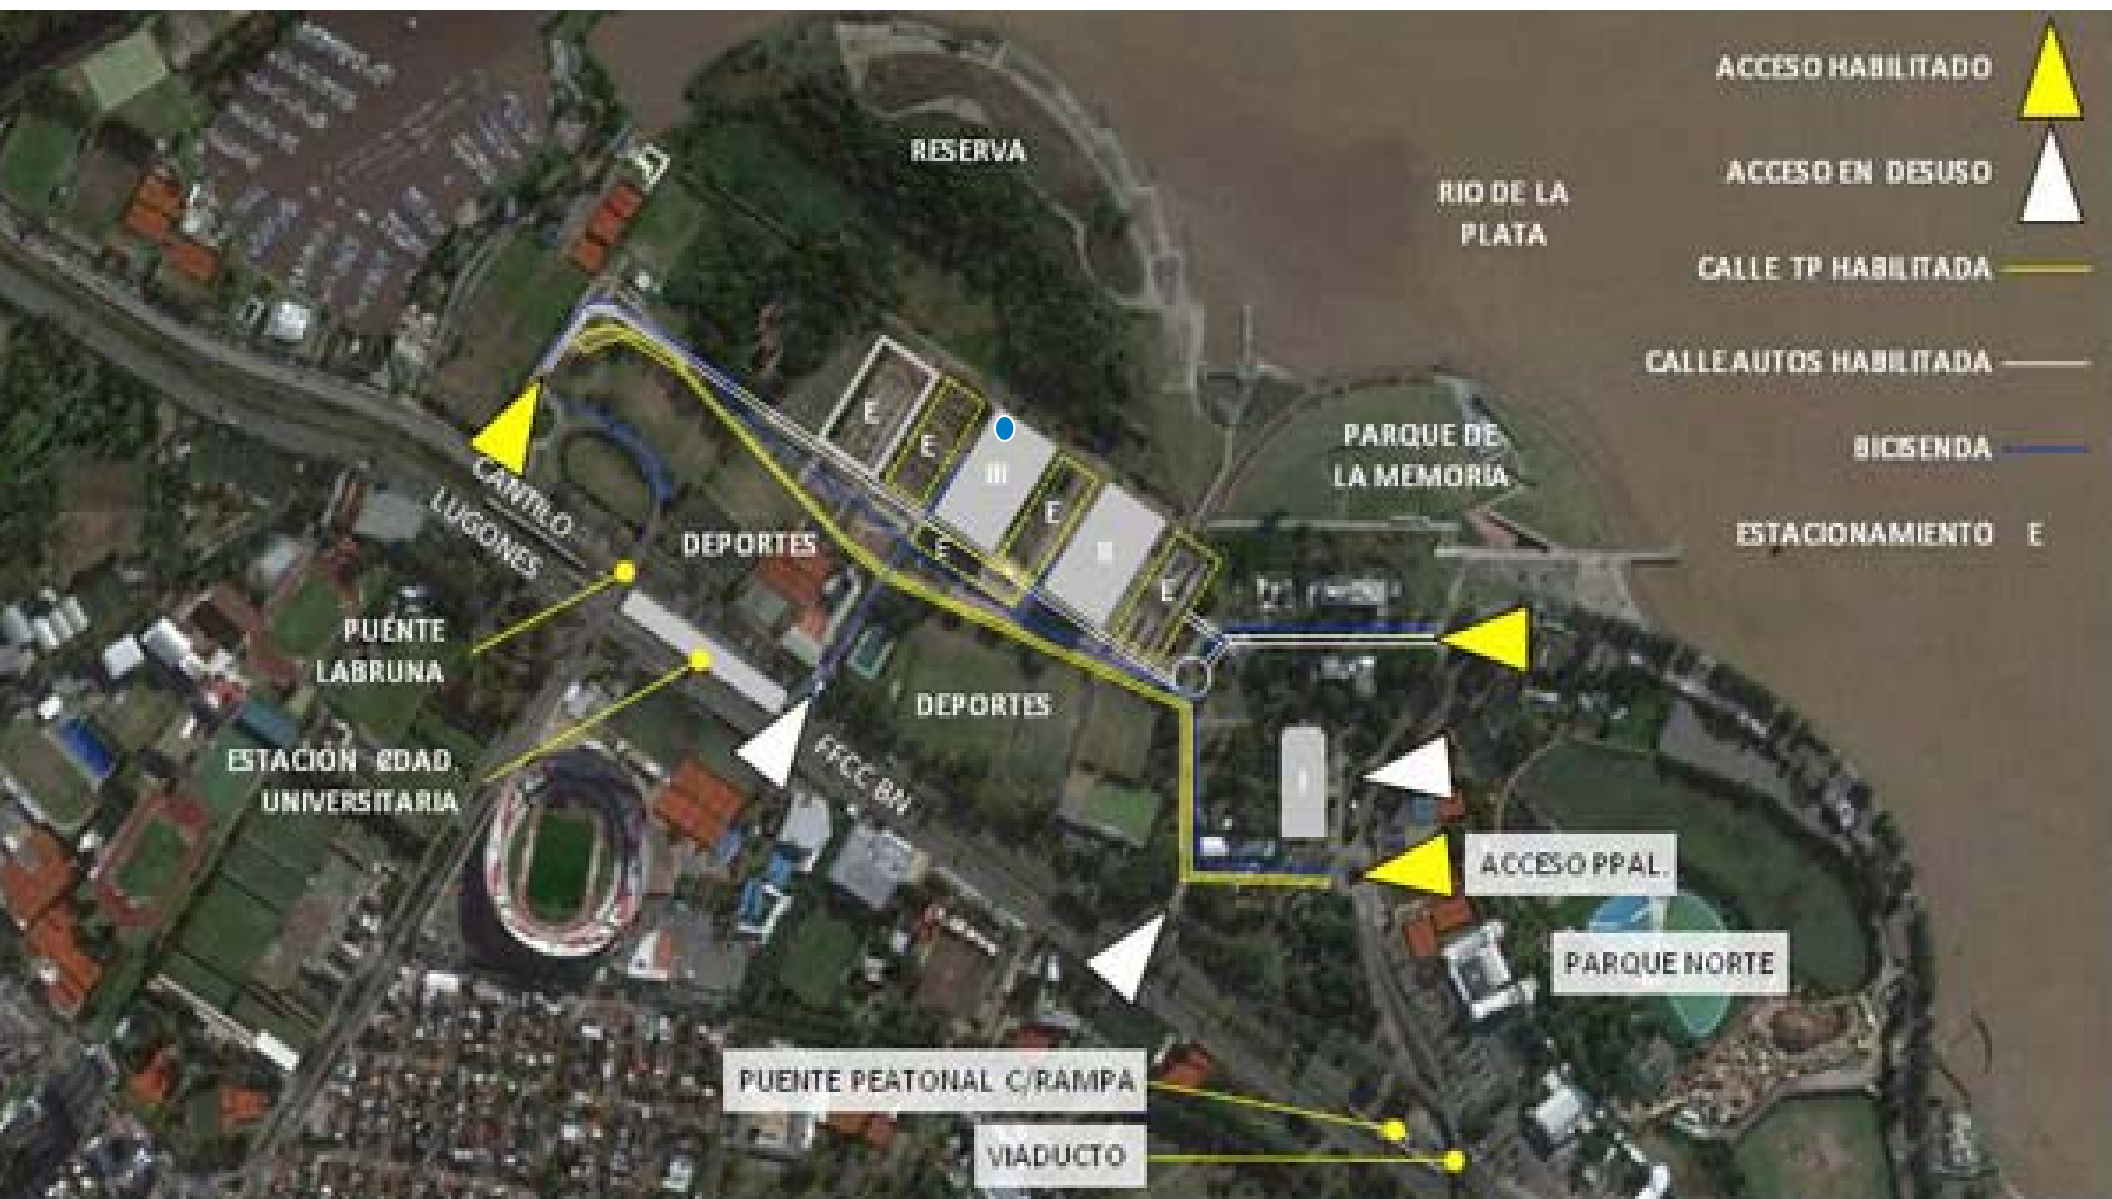 ACCESO HABILITADO
ACCESO EN DESUSO
CALLE TP HABILITADA
CALLE AUTOS HABILITADA
BICISENDA
ESTACIONAMIENTO E
RESERVA
RIO DE LA
PLATA
PARQUE DE
LA MEMORIA
E
E
III
E
II
E
E
I
CANTILO
LUGONES
DEPORTES
DEPORTES
PUENTE
LABRUNA
ESTACIÓN CDAD.
UNIVERSITARIA
FFCC BN
ACCESO PPAL.
PARQUE NORTE
PUENTE PEATONAL C/RAMPA
VIADUCTO